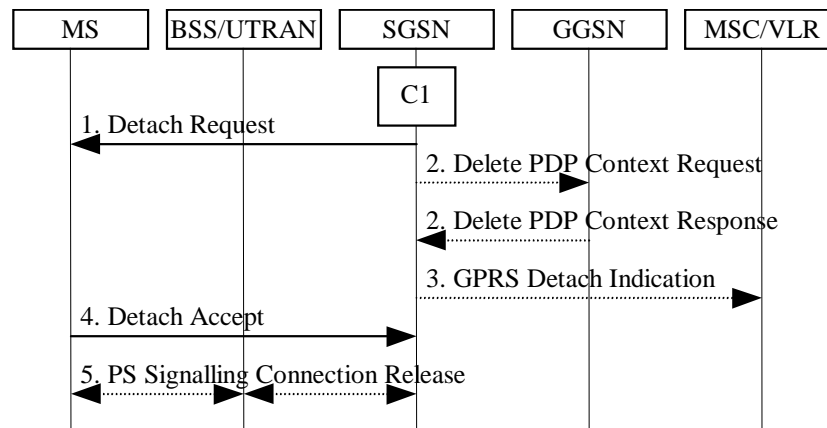 MS BSS/UTRAN SGSN GGSN MSC/VLR
C1
1. Detach Request
2. Delete PDP Context Request
2. Delete PDP Context Response
3. GPRS Detach Indication
4. Detach Accept
5. PS Signalling Connection Release